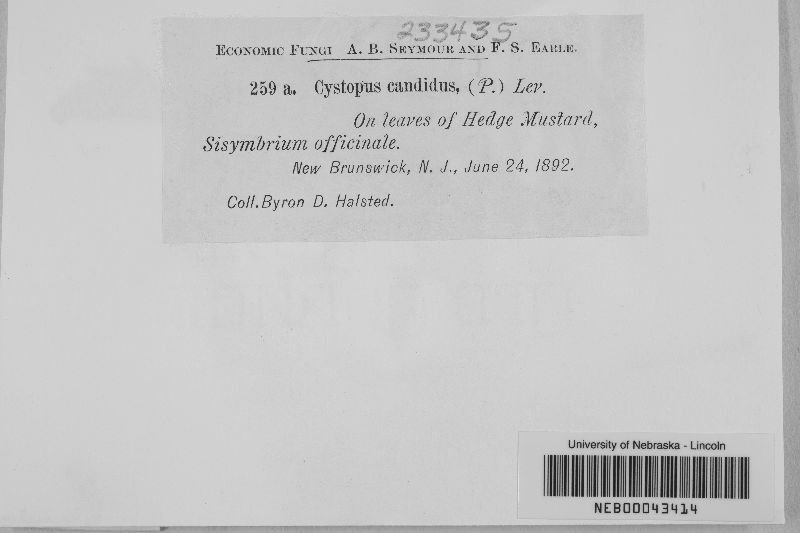 233435
Economic Fungi A. B. Seymour and F. S. Earle.
259 a. Cystopus candidus, (P.) Lev.
On leaves of Hedge Mustard,
Sisymbrium officinale.
New Brunswick, N. J., June 24, 1892.
Coll. Byron D. Halsted.
University of Nebraska - Lincoln
NEB00043414